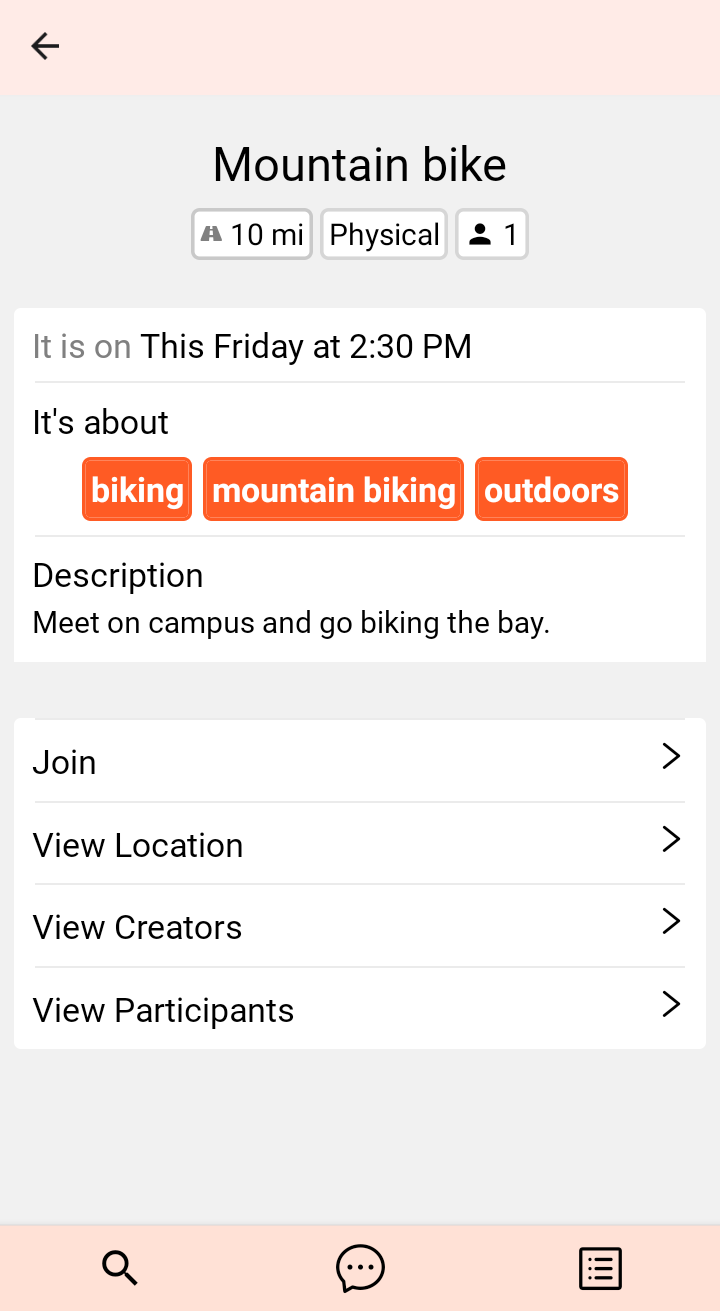 Mountain bike
10 mi Physical 1
It is on This Friday at 2:30 PM
It's about
biking mountain biking outdoors
Description
Meet on campus and go biking the bay.
Join
View Location
View Creators
View Participants